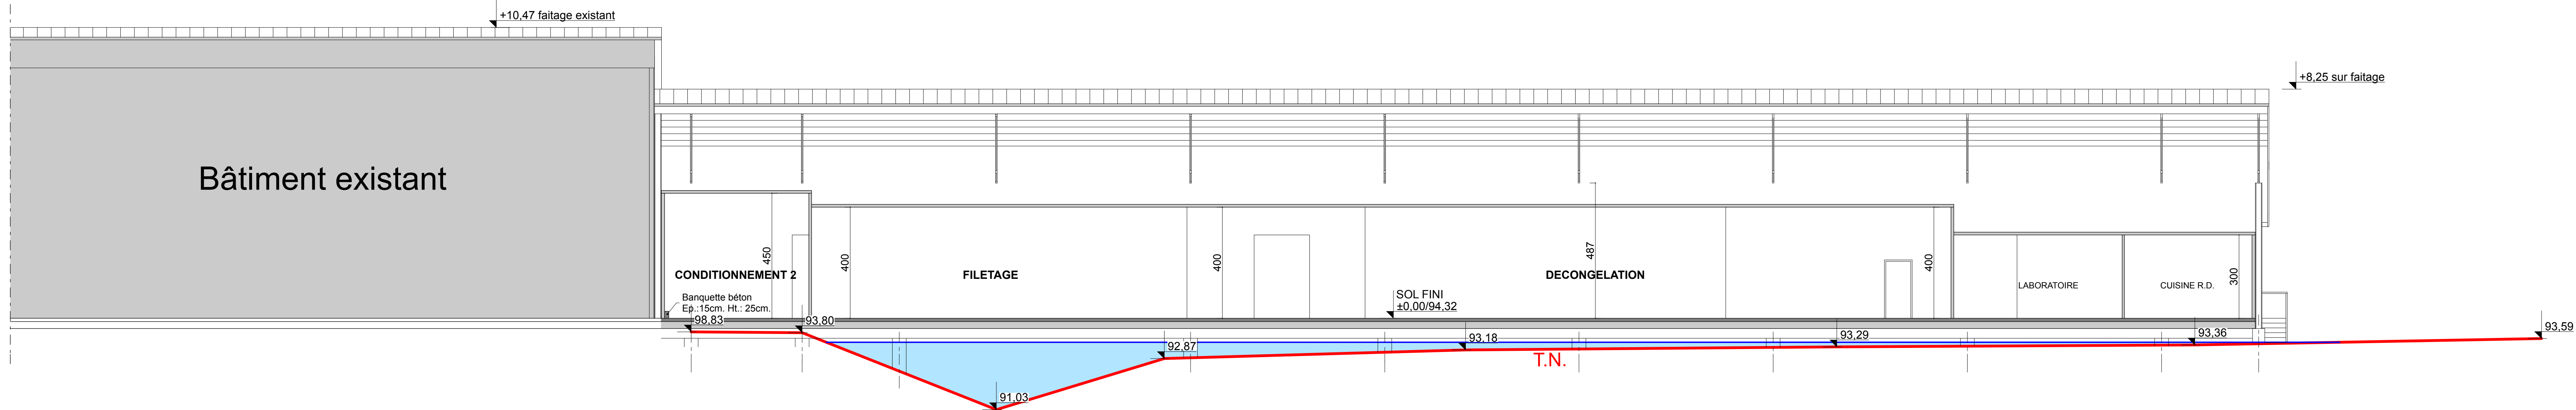 +10,47 faitage existant
+8,25 sur faitage
Bâtiment existant
450
400
400
487
400
300
CONDITIONNEMENT 2
FILETAGE
DECONGELATION
LABORATOIRE
CUISINE R.D.
Banquette béton
Ep.:15cm. Ht.: 25cm.
SOL FINI
±0,00/94,32
98,83
93,80
92,87
93,18
93,29
93,36
93,59
T.N.
91,03